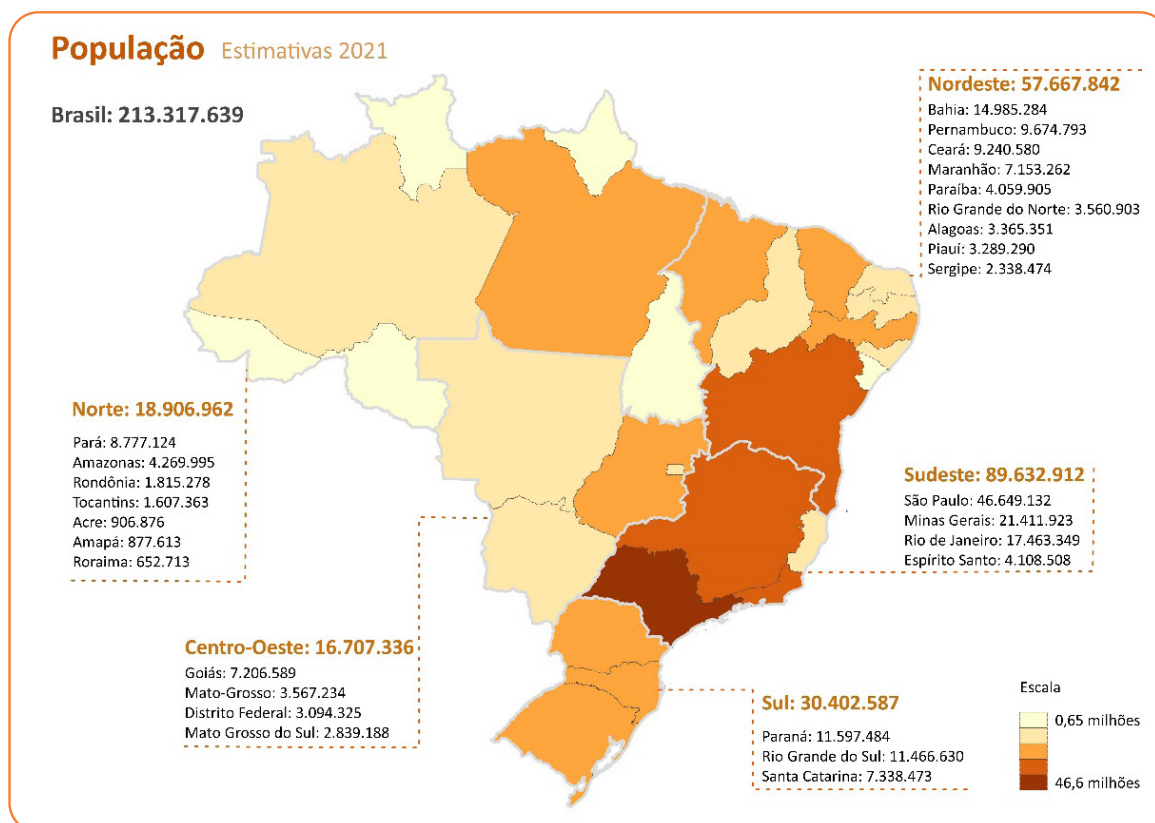 População Estimativas 2021
Brasil: 213.317.639
Nordeste: 57.667.842
Bahia: 14.985.284
Pernambuco: 9.674.793
Ceará: 9.240.580
Maranhão: 7.153.262
Paraíba: 4.059.905
Rio Grande do Norte: 3.560.903
Alagoas: 3.365.351
Piauí: 3.289.290
Sergipe: 2.338.474
Norte: 18.906.962
Pará: 8.777.124
Amazonas: 4.269.995
Rondônia: 1.815.278
Tocantins: 1.607.363
Acre: 906.876
Amapá: 877.613
Roraima: 652.713
Sudeste: 89.632.912
São Paulo: 46.649.132
Minas Gerais: 21.411.923
Rio de Janeiro: 17.463.349
Espírito Santo: 4.108.508
Centro-Oeste: 16.707.336
Goiás: 7.206.589
Mato-Grosso: 3.567.234
Distrito Federal: 3.094.325
Mato Grosso do Sul: 2.839.188
Sul: 30.402.587
Paraná: 11.597.484
Rio Grande do Sul: 11.466.630
Santa Catarina: 7.338.473
Escala
0,65 milhões
46,6 milhões